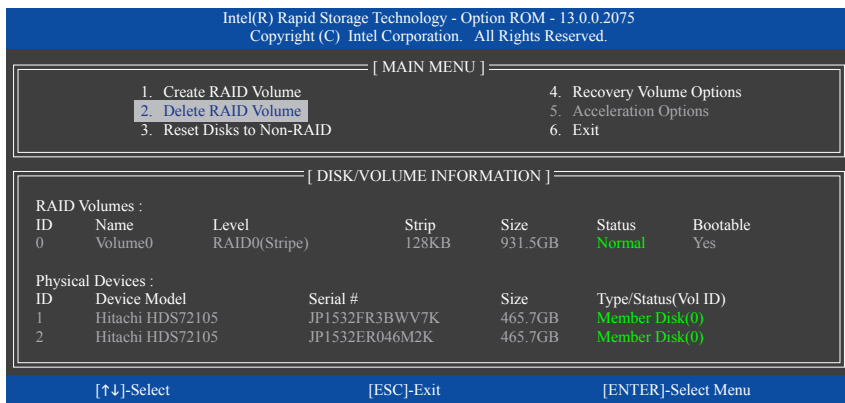 Intel(R) Rapid Storage Technology - Option ROM - 13.0.0.2075
Copyright (C) Intel Corporation. All Rights Reserved.
[ MAIN MENU ]
1. Create RAID Volume
2. Delete RAID Volume
3. Reset Disks to Non-RAID
4. Recovery Volume Options
5. Acceleration Options
6. Exit
[ DISK/VOLUME INFORMATION ]
RAID Volumes :
ID Name Level Strip Size Status Bootable
0 Volume0 RAID0(Stripe) 128KB 931.5GB Normal Yes
Physical Devices :
ID Device Model Serial # Size Type/Status(Vol ID)
1 Hitachi HDS72105 JP1532FR3BWV7K 465.7GB Member Disk(0)
2 Hitachi HDS72105 JP1532ER046M2K 465.7GB Member Disk(0)
[↑↓]-Select [ESC]-Exit [ENTER]-Select Menu